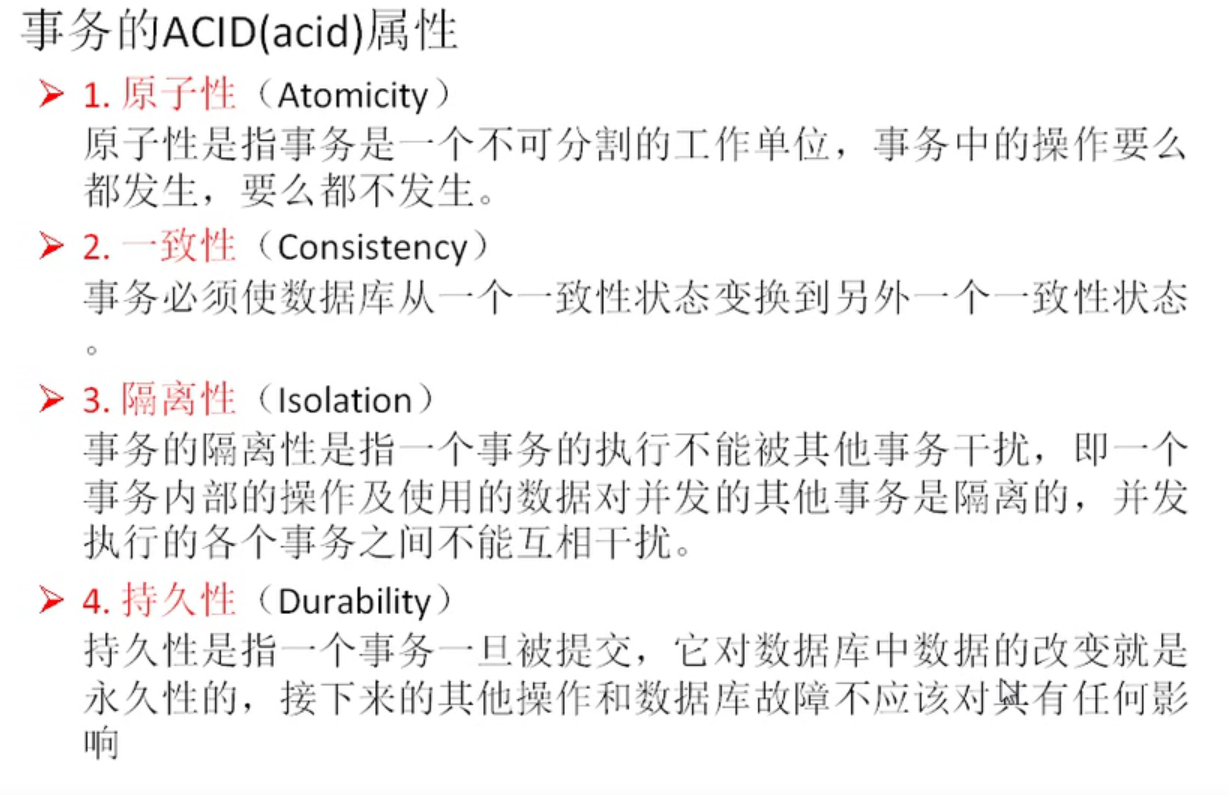 事务的ACID(acid)属性
1. 原子性（Atomicity）
原子性是指事务是一个不可分割的工作单位，事务中的操作要么
都发生，要么都不发生。
2. 一致性（Consistency）
事务必须使数据库从一个一致性状态变换到另外一个一致性状态
。
3. 隔离性（Isolation）
事务的隔离性是指一个事务的执行不能被其他事务干扰，即一个
事务内部的操作及使用的数据对并发的其他事务是隔离的，并发
执行的各个事务之间不能互相干扰。
4. 持久性（Durability）
持久性是指一个事务一旦被提交，它对数据库中数据的改变就是
永久性的，接下来的其他操作和数据库故障不应该对其有任何影
响